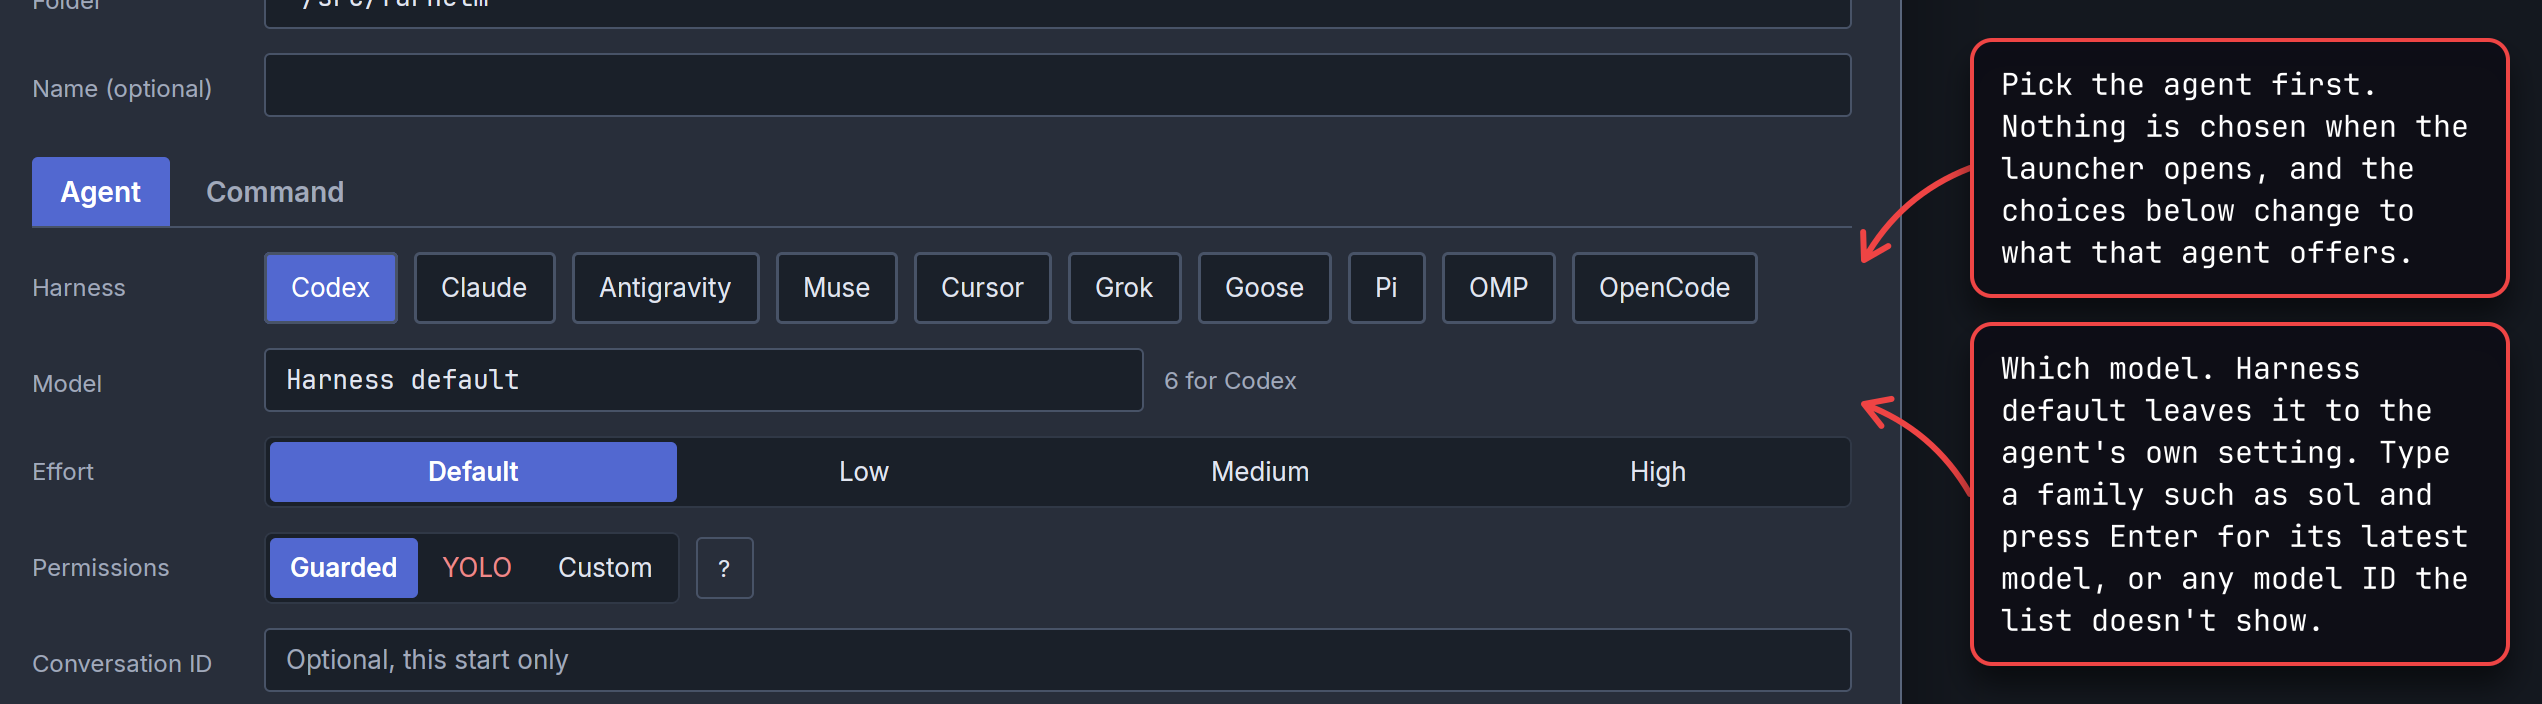 Folder
/src/farhelm
Name (optional)
Agent Command
Harness Codex Claude Antigravity Muse Cursor Grok Goose Pi OMP OpenCode
Model Harness default 6 for Codex
Effort Default Low Medium High
Permissions Guarded YOLO Custom ?
Conversation ID Optional, this start only
Pick the agent first.
Nothing is chosen when the
launcher opens, and the
choices below change to
what that agent offers.
Which model. Harness
default leaves it to the
agent's own setting. Type
a family such as sol and
press Enter for its latest
model, or any model ID the
list doesn't show.